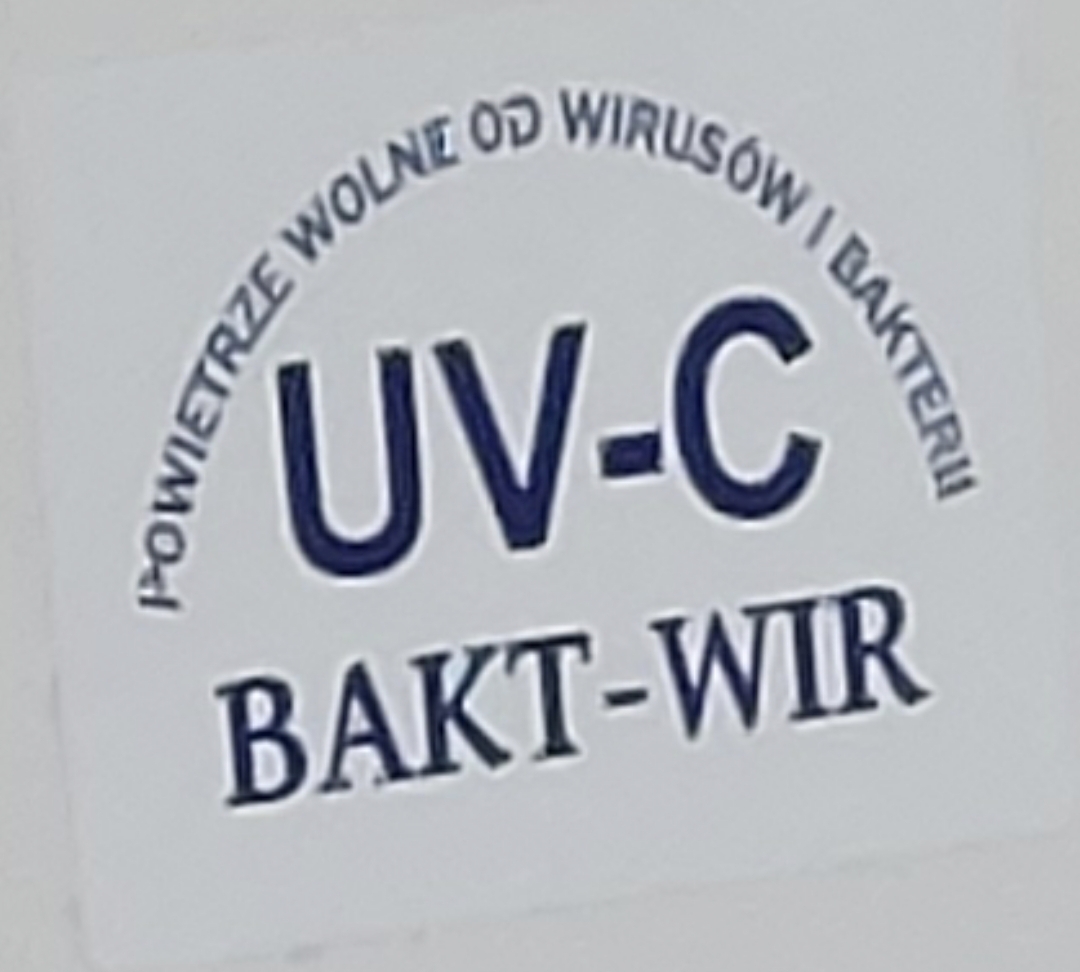 POWIETRZE WOLNE OD WIRUSÓW I BAKTERII
UV-C
BAKT-WIR